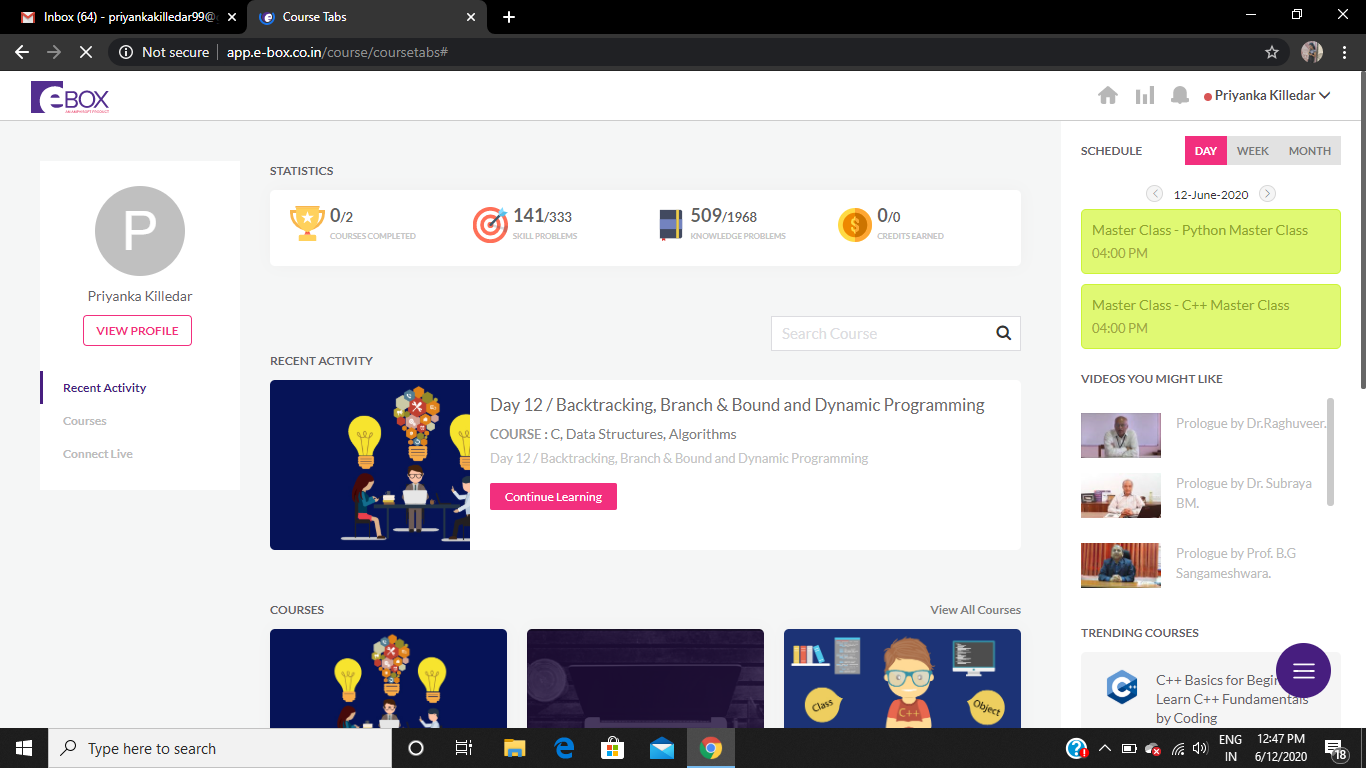 Inbox (64) - priyankakilledar99@
Course Tabs
Not secure
app.e-box.co.in/course/coursetabs#
eBOX
Priyanka Killedar
P
Priyanka Killedar
VIEW PROFILE
Recent Activity
Courses
Connect Live
STATISTICS
0/2
COURSES COMPLETED
141/333
SKILL PROBLEMS
509/1968
KNOWLEDGE PROBLEMS
0/0
CREDITS EARNED
Search Course
RECENT ACTIVITY
Day 12 / Backtracking, Branch & Bound and Dynamic Programming
COURSE : C, Data Structures, Algorithms
Day 12 / Backtracking, Branch & Bound and Dynamic Programming
Continue Learning
COURSES
View All Courses
Class
C++
Object
SCHEDULE
DAY
WEEK
MONTH
12-June-2020
Master Class - Python Master Class
04:00 PM
Master Class - C++ Master Class
04:00 PM
VIDEOS YOU MIGHT LIKE
Prologue by Dr.Raghuveer.
Prologue by Dr. Subraya
BM.
Prologue by Prof. B.G
Sangameshwara.
TRENDING COURSES
C++ Basics for
Learn C++ Fundamentals
by Coding
Type here to search
ENG
IN
12:47 PM
6/12/2020
18